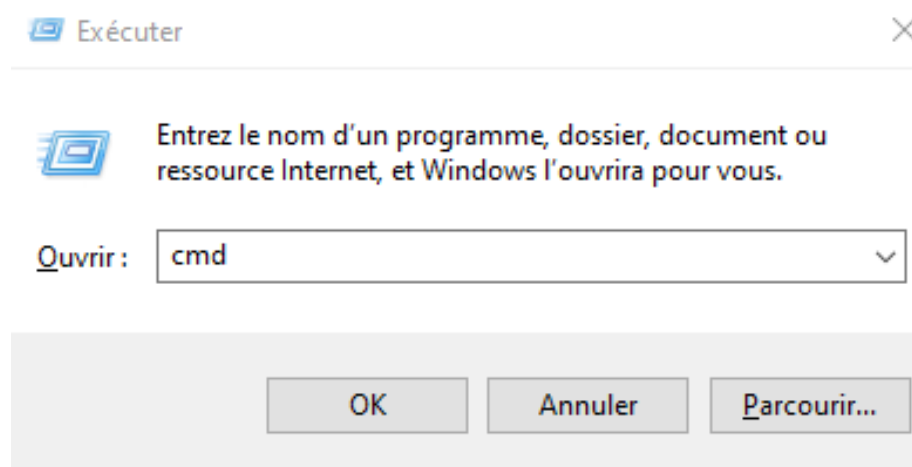 Exécuter
Entrez le nom d'un programme, dossier, document ou
ressource Internet, et Windows l'ouvrira pour vous.
Ouvrir : cmd
OK Annuler Parcourir...